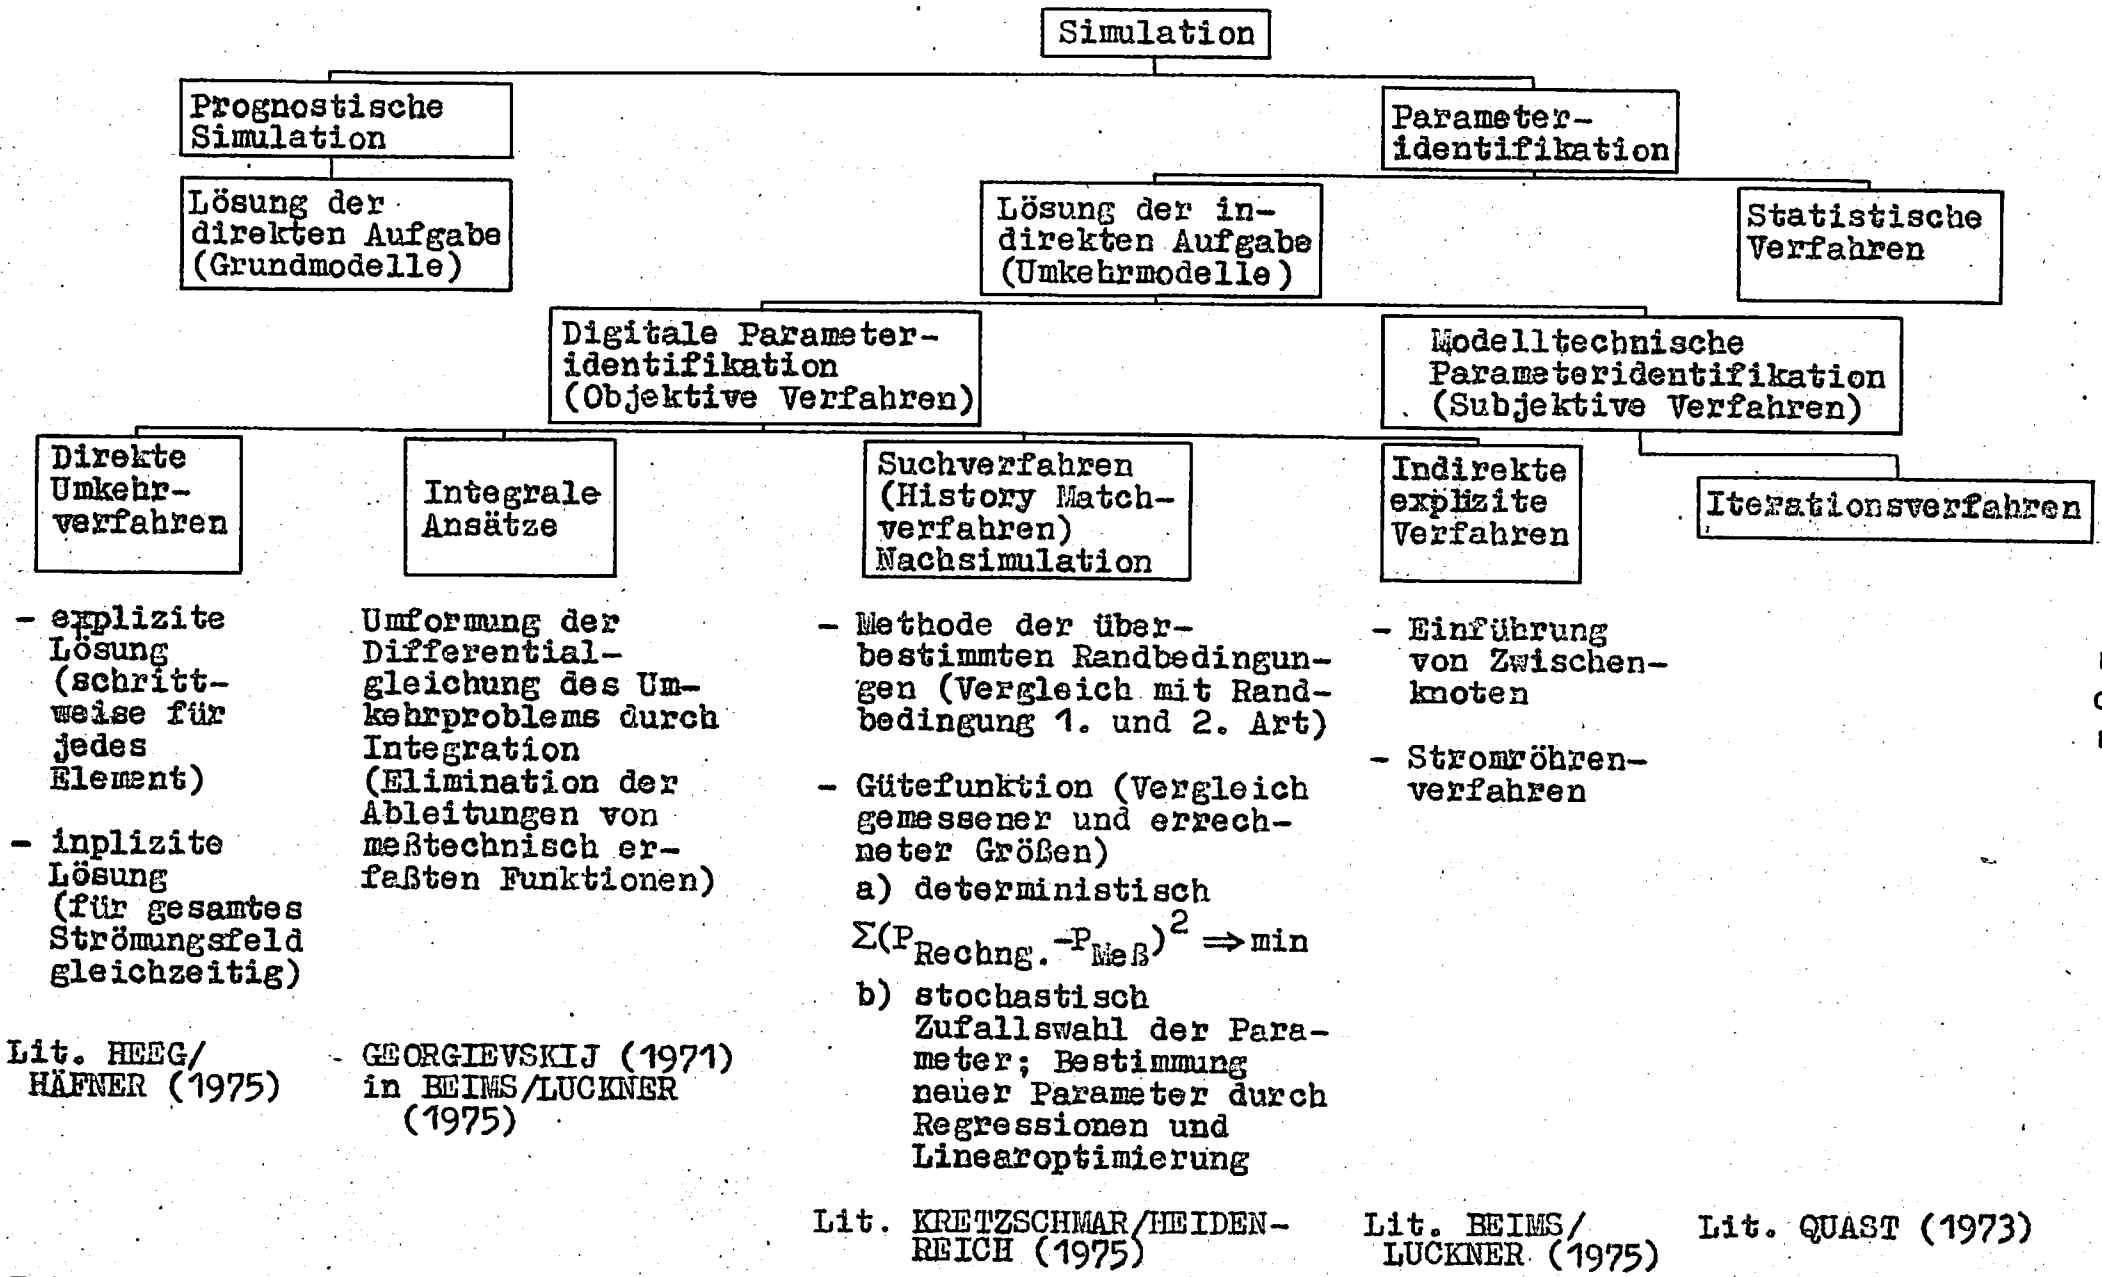 Simulation
Prognostische
Simulation
Parameter-
identifikation
Lösung der
direkten Aufgabe
(Grundmodelle)
Lösung der in-
direkten Aufgabe
(Umkehrmodelle)
Statistische
Verfahren
Digitale Parameter-
identifikation
(Objektive Verfahren)
Modelltechnische
Parameteridentifikation
(Subjektive Verfahren)
Direkte
Umkehr-
verfahren
Integrale
Ansätze
Suchverfahren
(History Match-
verfahren)
Nachsimulation
Indirekte
explizite
Verfahren
Iterationsverfahren
- explizite
Lösung
(schritt-
weise für
jedes
Element)
- inplizite
Lösung
(für gesamtes
Strömungsfeld
gleichzeitig)
Lit. HEEG/
HÄFNER (1975)
Umformung der
Differential-
gleichung des Um-
kehrproblems durch
Integration
(Elimination der
Ableitungen von
meßtechnisch er-
faßten Funktionen)
- GEORGIEVSKIJ (1971)
in BEIMS/LUCKNER
(1975)
- Methode der über-
bestimmten Randbedingun-
gen (Vergleich mit Rand-
bedingung 1. und 2. Art)
- Gütefunktion (Vergleich
gemessener und errech-
neter Größen)
a) deterministisch
Σ(P_Rechng. -P_Meß)² ⇒ min
b) stochastisch
Zufallswahl der Para-
meter; Bestimmung
neuer Parameter durch
Regressionen und
Linearoptimierung
Lit. KRETZSCHMAR/HEIDEN-
REICH (1975)
- Einführung
von Zwischen-
knoten
- Stromröhren-
verfahren
Lit. BEIMS/
LUCKNER (1975)
Lit. QUAST (1973)